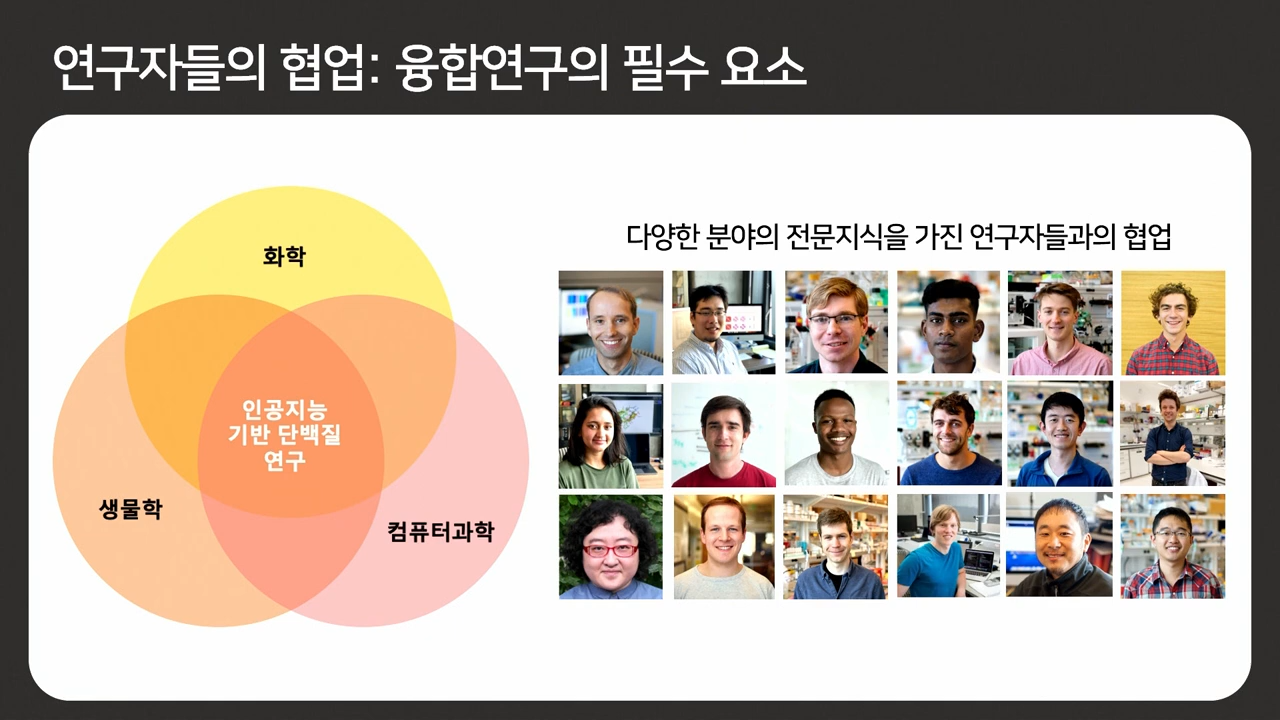 연구자들의 협업: 융합연구의 필수 요소
화학
인공지능
기반 단백질
연구
생물학
컴퓨터과학
다양한 분야의 전문지식을 가진 연구자들과의 협업